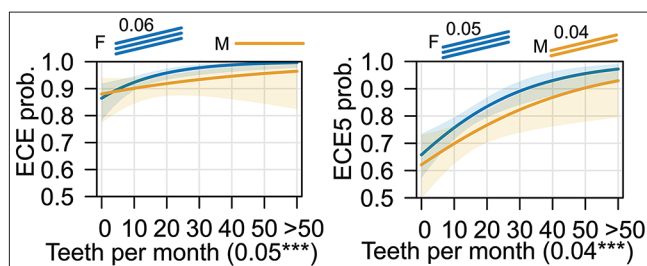 0.06
F M
ECE prob.
1.0
0.9
0.8
0.7
0.6
0.5
0 10 20 30 40 50 >50
Teeth per month (0.05***)
0.05
F M 0.04
ECE5 prob.
1.0
0.9
0.8
0.7
0.6
0.5
0 10 20 30 40 50 >50
Teeth per month (0.04***)